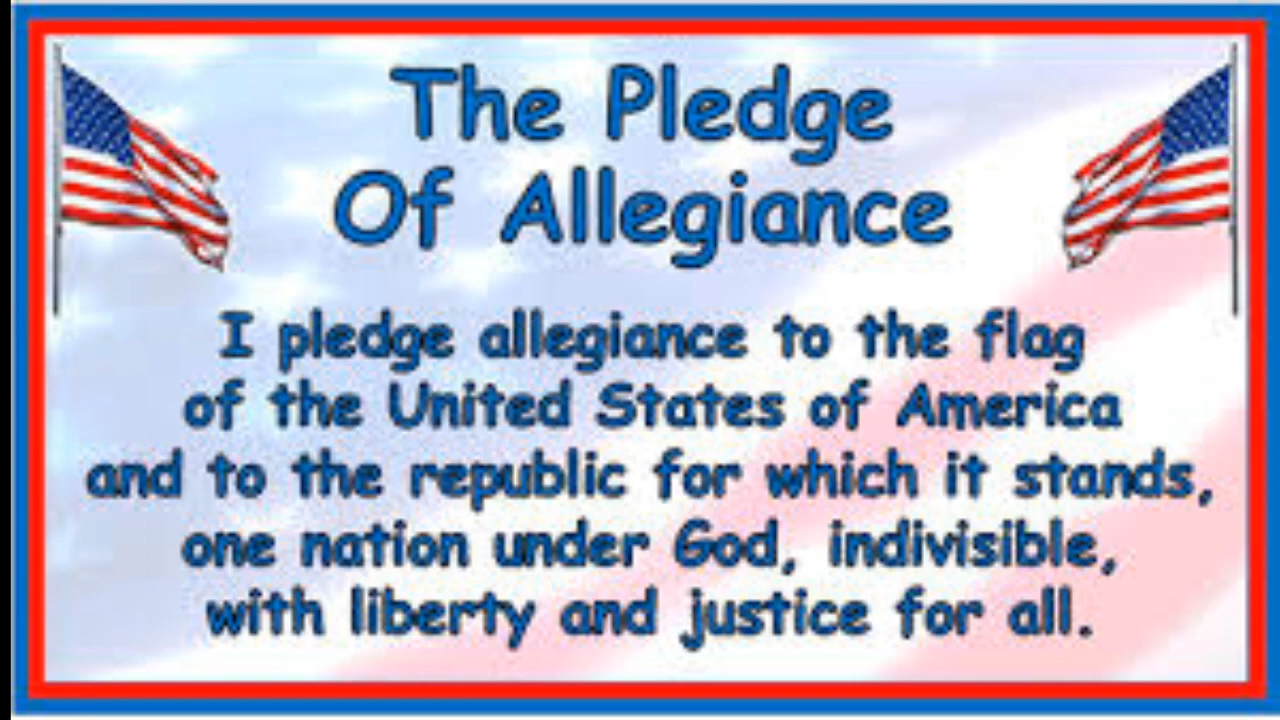 The Pledge
Of Allegiance
I pledge allegiance to the flag
of the United States of America
and to the republic for which it stands,
one nation under God, indivisible,
with liberty and justice for all.